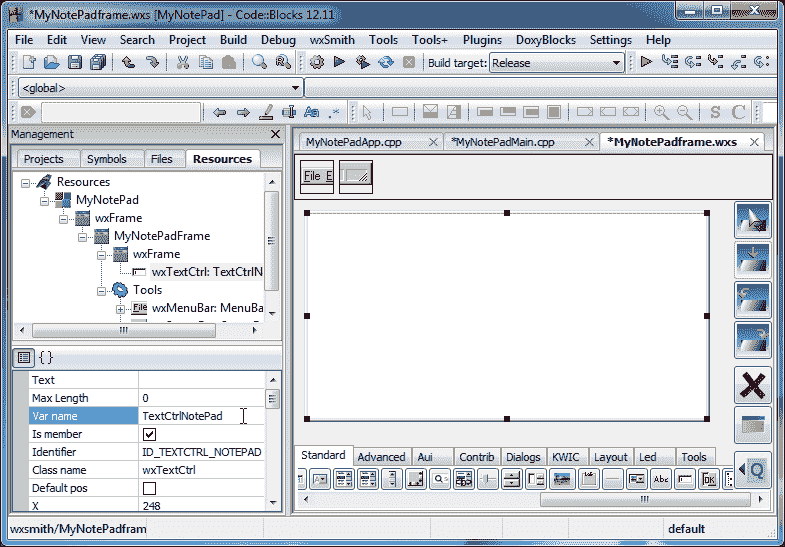 *MyNotePadframe.wxs [MyNotePad] - Code::Blocks 12.11
File Edit View Search Project Build Debug wxSmith Tools Tools+ Plugins DoxyBlocks Settings Help
Build target: Release
<global>
Aa .*
S C
Management
Projects Symbols Files Resources
MyNotePadApp.cpp *MyNotePadMain.cpp *MyNotePadframe.wxs
File E
Resources
MyNotePad
wxFrame
MyNotePadFrame
wxFrame
wxTextCtrl: TextCtrlN
Tools
File wxMenuBar: MenuBa
{}
Text
Max Length 0
Var name TextCtrlNotePad
Is member
Identifier ID_TEXTCTRL_NOTEPAD
Class name wxTextCtrl
Default pos
X 248
Standard Advanced Aui Contrib Dialogs KWIC Layout Led Tools
Abc OK
Q
wxsmith/MyNotePadfram default